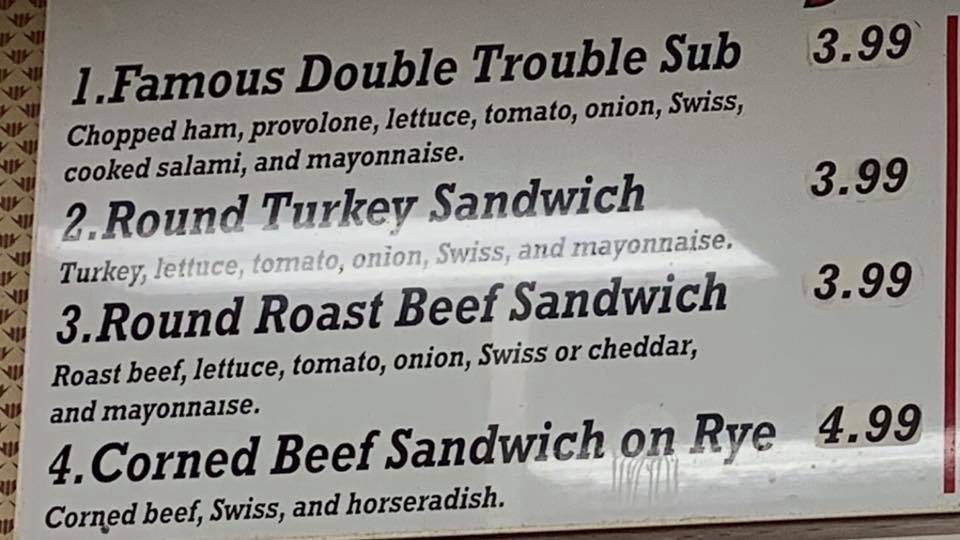 1.Famous Double Trouble Sub 3.99
Chopped ham, provolone, lettuce, tomato, onion, Swiss,
cooked salami, and mayonnaise.
2.Round Turkey Sandwich 3.99
Turkey, lettuce, tomato, onion, Swiss, and mayonnaise.
3.Round Roast Beef Sandwich 3.99
Roast beef, lettuce, tomato, onion, Swiss or cheddar,
and mayonnaise.
4.Corned Beef Sandwich on Rye 4.99
Corned beef, Swiss, and horseradish.